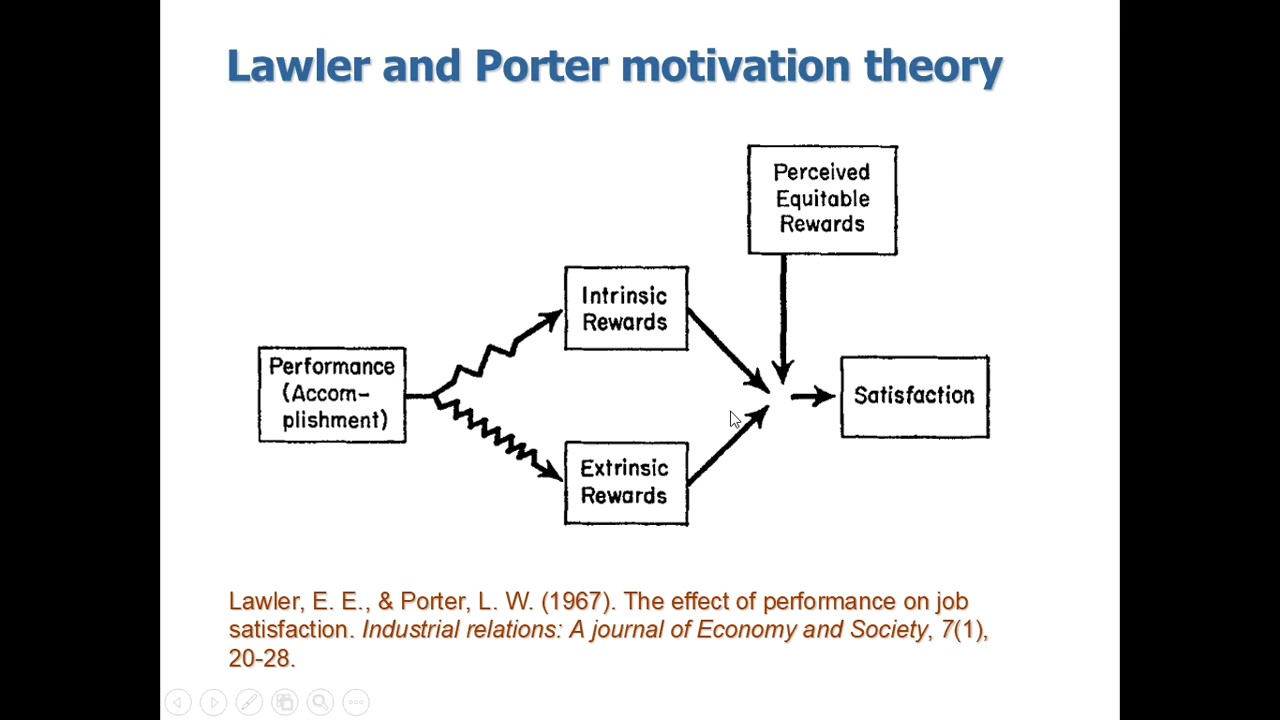 Lawler and Porter motivation theory
Perceived
Equitable
Rewards
Intrinsic
Rewards
Performance
(Accom-
plishment)
Satisfaction
Extrinsic
Rewards
Lawler, E. E., & Porter, L. W. (1967). The effect of performance on job
satisfaction. Industrial relations: A journal of Economy and Society, 7(1),
20-28.